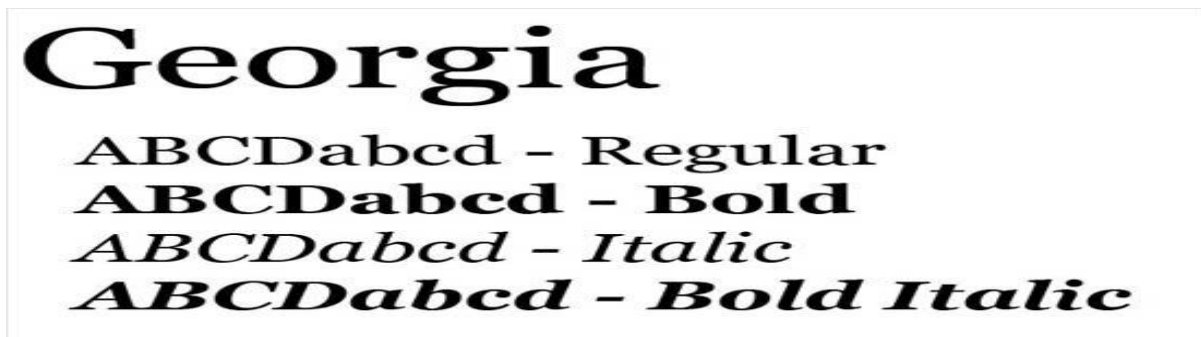 Georgia
ABCDabcd - Regular
ABCDabcd - Bold
ABCDabcd - Italic
ABCDabcd - Bold Italic